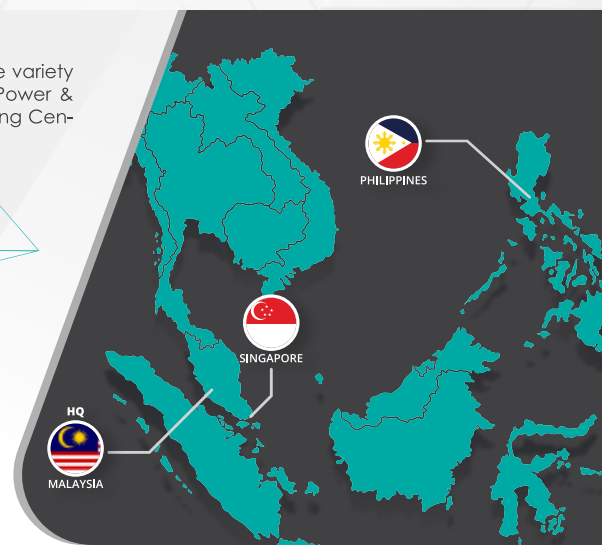 e variety
Power &
ng Cen-
PHILIPPINES
SINGAPORE
HQ
MALAYSIA